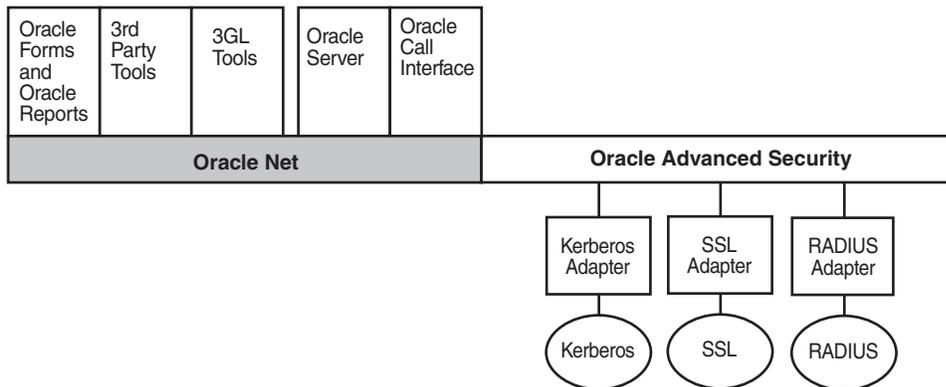 Oracle
Forms
and
Oracle
Reports
3rd
Party
Tools
3GL
Tools
Oracle
Server
Oracle
Call
Interface
Oracle Net
Oracle Advanced Security
Kerberos
Adapter
SSL
Adapter
RADIUS
Adapter
Kerberos
SSL
RADIUS